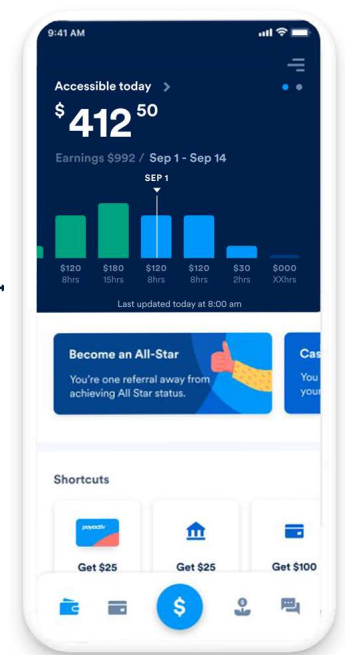 9:41 AM
Accessible today
$412 50
Earnings $992 / Sep 1 - Sep 14
SEP 1
$120 $180 $120 $120 $30 $000
8hrs 15hrs 8hrs 8hrs 2hrs XXhrs
Last updated today at 8:00 am
Become an All-Star
You're one referral away from
achieving All Star status.
Cas
You
your
Shortcuts
payactiv
Get $25 Get $25 Get $100
$